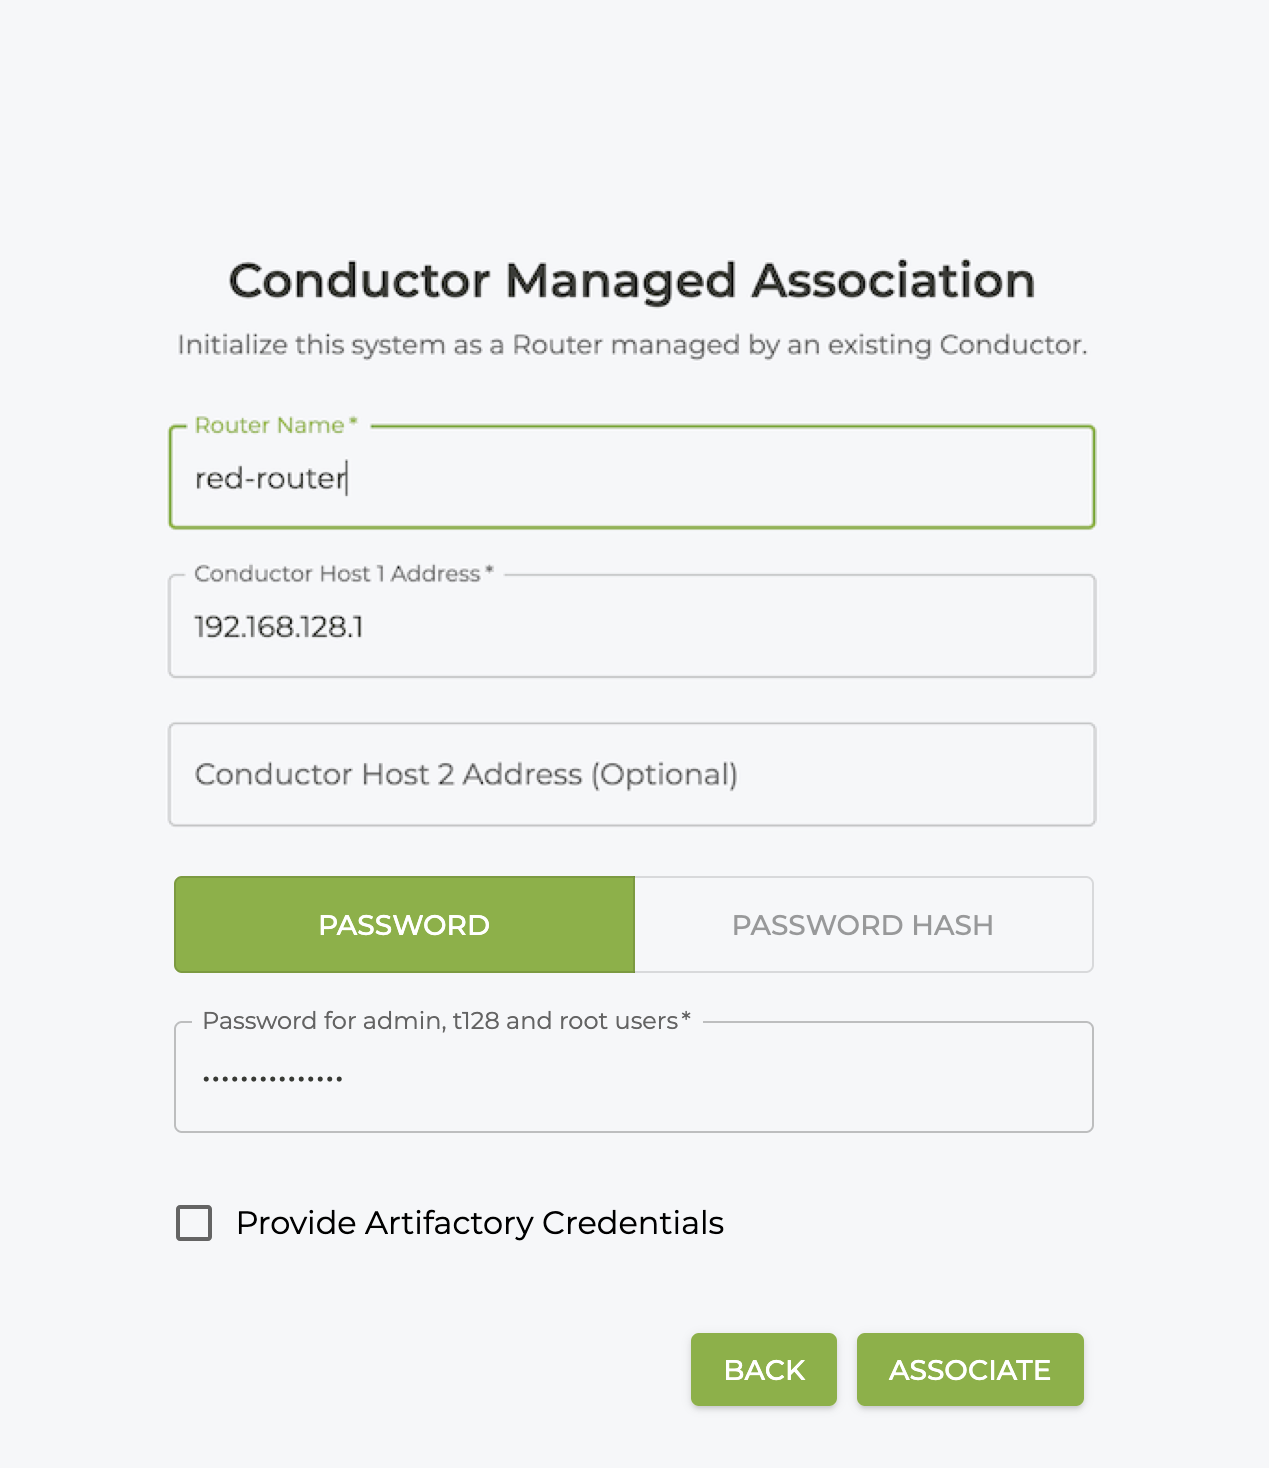 Conductor Managed Association
Initialize this system as a Router managed by an existing Conductor.
Router Name *
red-router
Conductor Host 1 Address *
192.168.128.1
Conductor Host 2 Address (Optional)
PASSWORD
PASSWORD HASH
Password for admin, t128 and root users *
•••••••••••••••
Provide Artifactory Credentials
BACK
ASSOCIATE